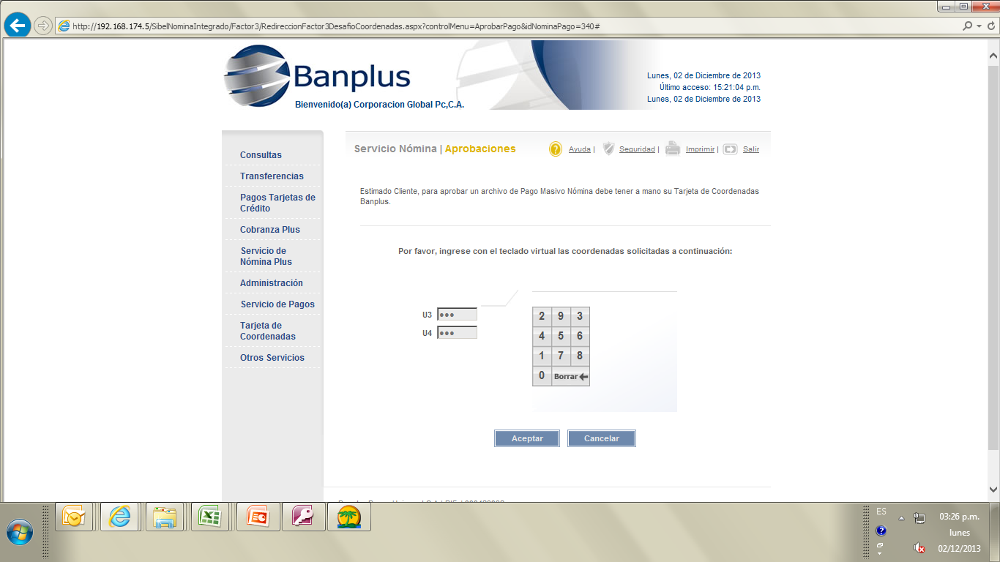 http://192.168.174.5/SibelNominaIntegrado/Factor3/RedireccionFactor3DesafioCoordenadas.aspx?controlMenu=AprobarPago&idNominaPago=340#
Banplus
Bienvenido(a) Corporacion Global Pc,C.A.
Lunes, 02 de Diciembre de 2013
Último acceso: 15:21:04 p.m.
Lunes, 02 de Diciembre de 2013
Consultas
Transferencias
Pagos Tarjetas de
Crédito
Cobranza Plus
Servicio de
Nómina Plus
Administración
Servicio de Pagos
Tarjeta de
Coordenadas
Otros Servicios
Servicio Nómina | Aprobaciones
? Ayuda | Seguridad | Imprimir | Salir
Estimado Cliente, para aprobar un archivo de Pago Masivo Nómina debe tener a mano su Tarjeta de Coordenadas
Banplus.
Por favor, ingrese con el teclado virtual las coordenadas solicitadas a continuación:
U3 •••
U4 •••
2 9 3
4 5 6
1 7 8
0 Borrar
Aceptar Cancelar
ES
?
03:26 p.m.
lunes
02/12/2013